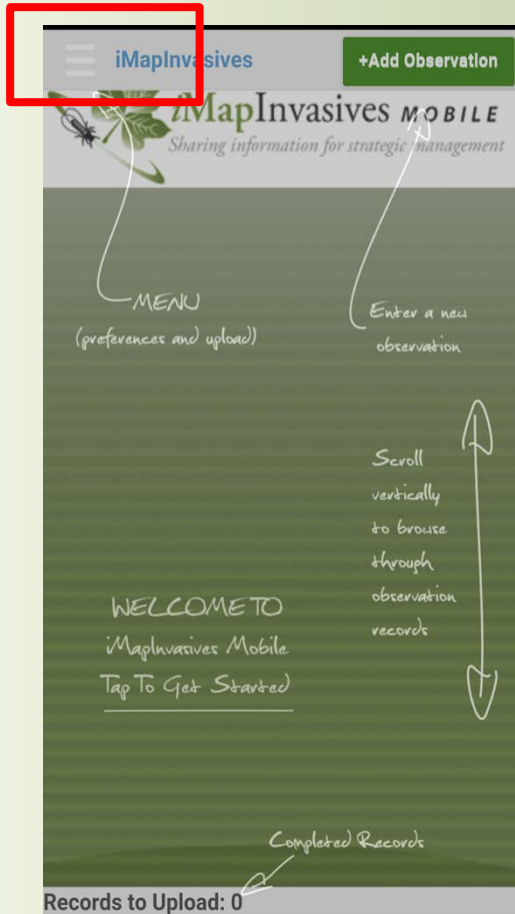 iMapInvasives
+Add Observation
iMapInvasives MOBILE
Sharing information for strategic management
MENU
(preferences and upload)
Enter a new
observation
Scroll
vertically
to browse
through
observation
records
WELCOME TO
iMapInvasives Mobile
Tap To Get Started
Completed Records
Records to Upload: 0